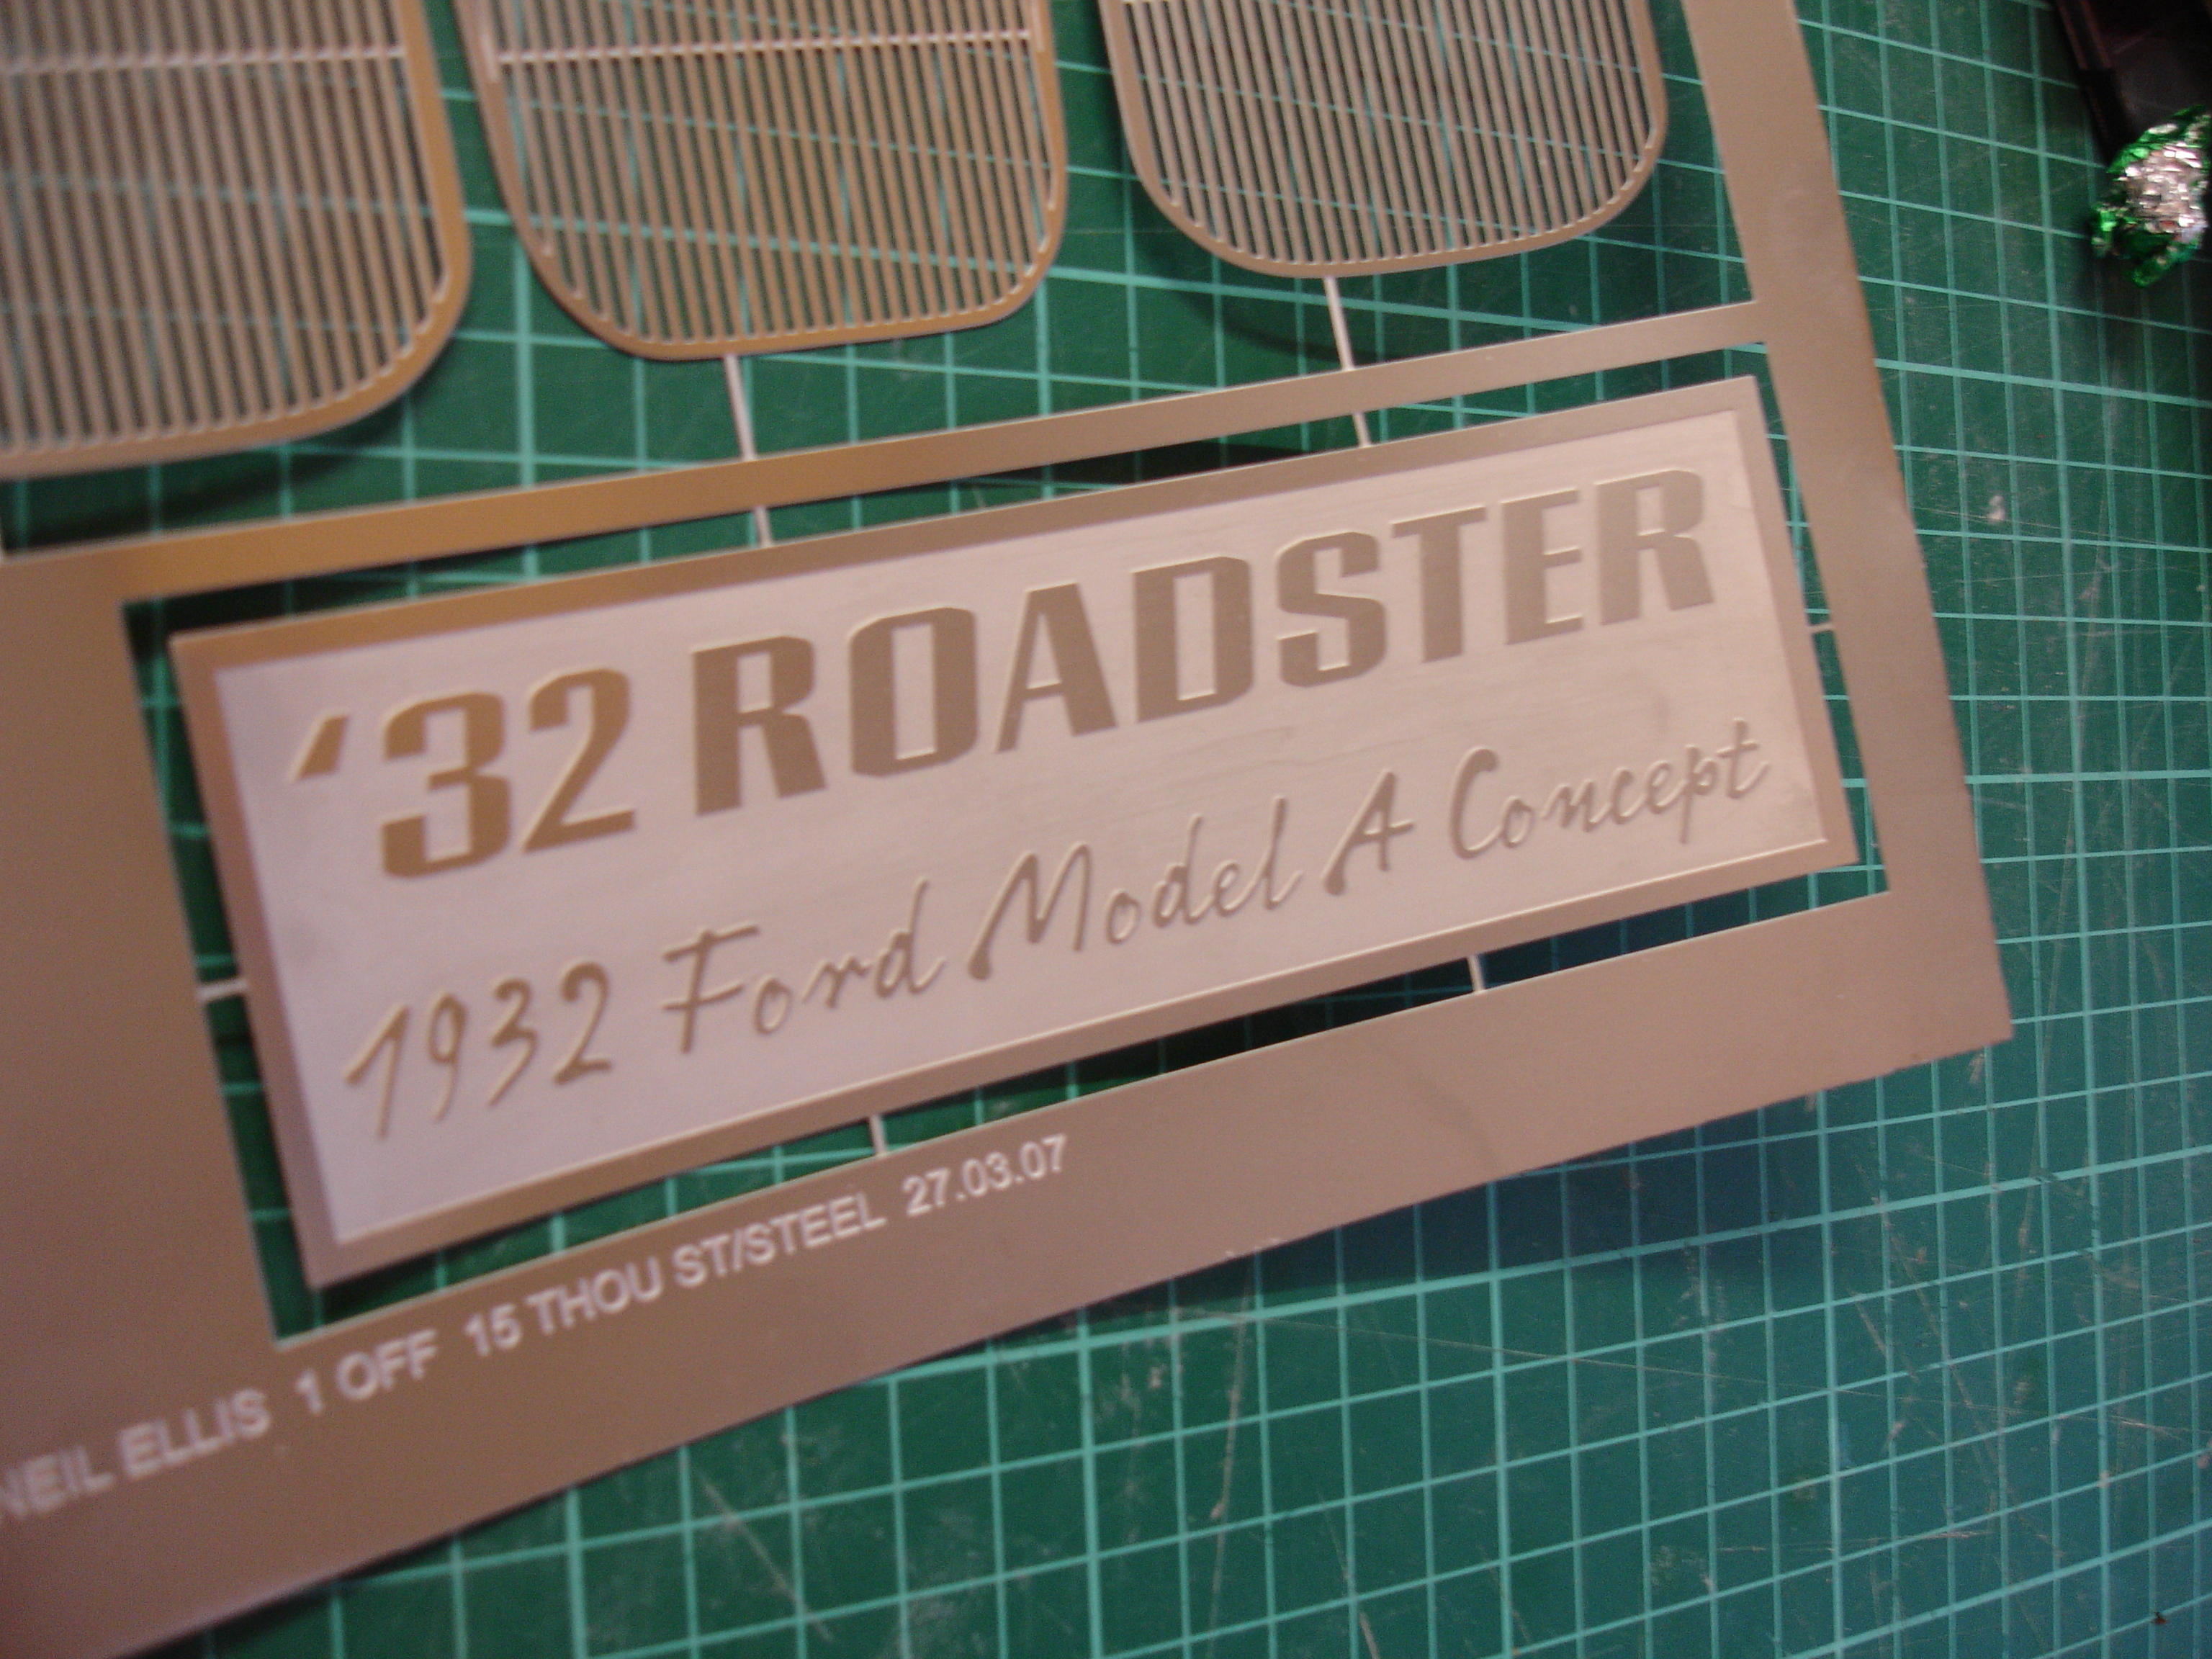 '32 ROADSTER
1932 Ford Model A Concept
NEIL ELLIS 1 OFF 15 THOU ST/STEEL 27.03.07